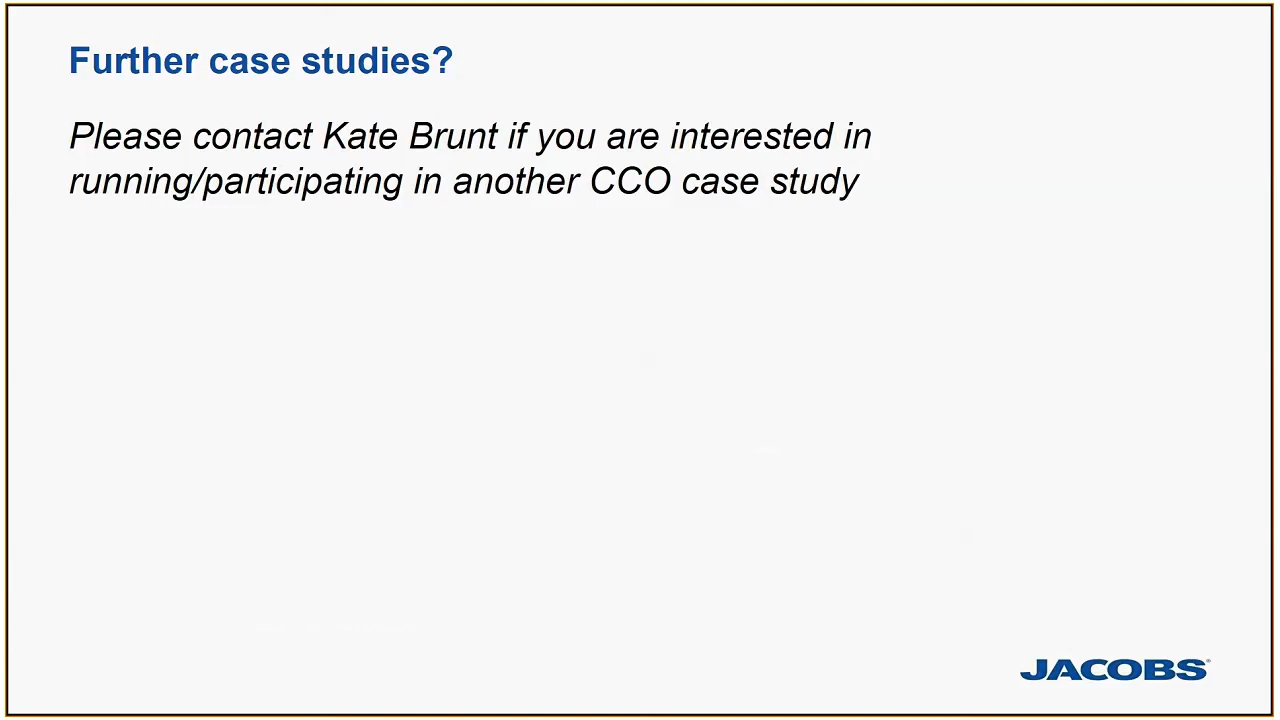 Further case studies?
Please contact Kate Brunt if you are interested in
running/participating in another CCO case study
JACOBS®